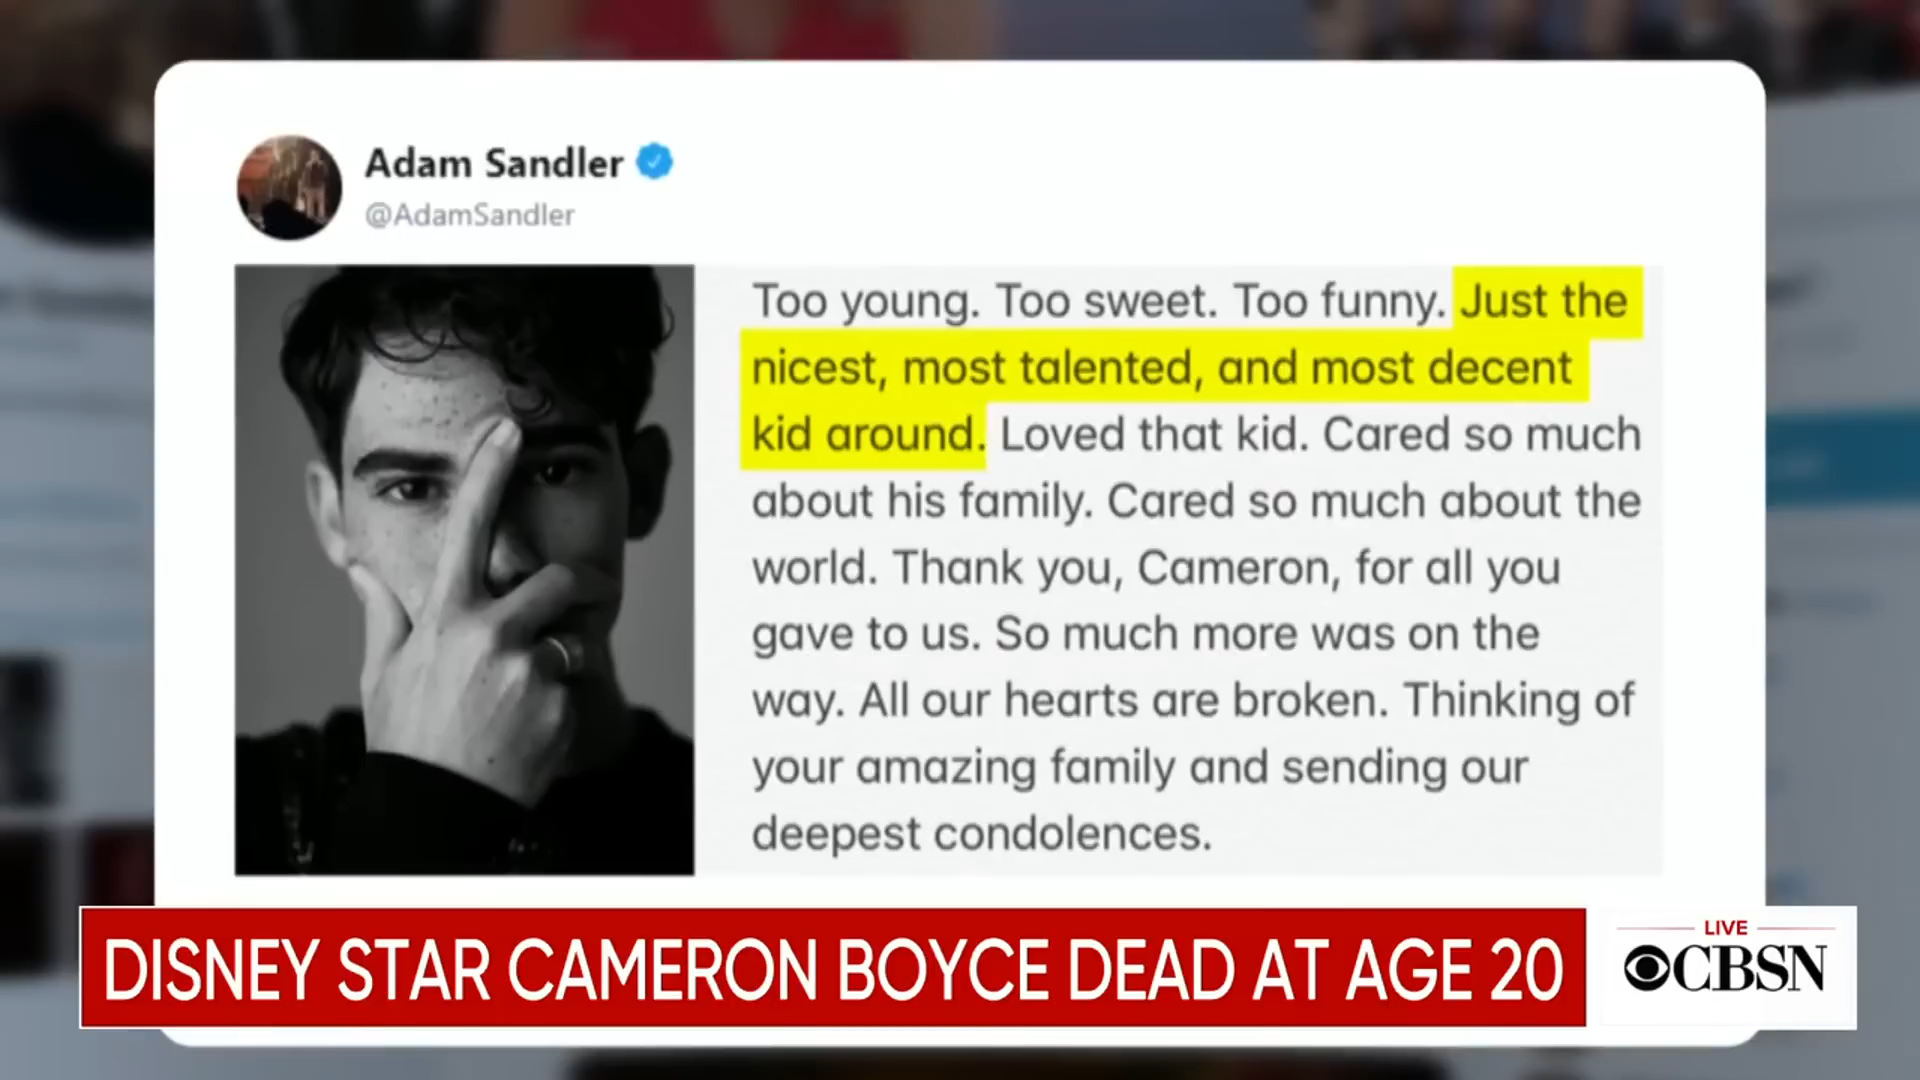 Adam Sandler
@AdamSandler
Too young. Too sweet. Too funny. Just the
nicest, most talented, and most decent
kid around. Loved that kid. Cared so much
about his family. Cared so much about the
world. Thank you, Cameron, for all you
gave to us. So much more was on the
way. All our hearts are broken. Thinking of
your amazing family and sending our
deepest condolences.
DISNEY STAR CAMERON BOYCE DEAD AT AGE 20
LIVE
CBSN